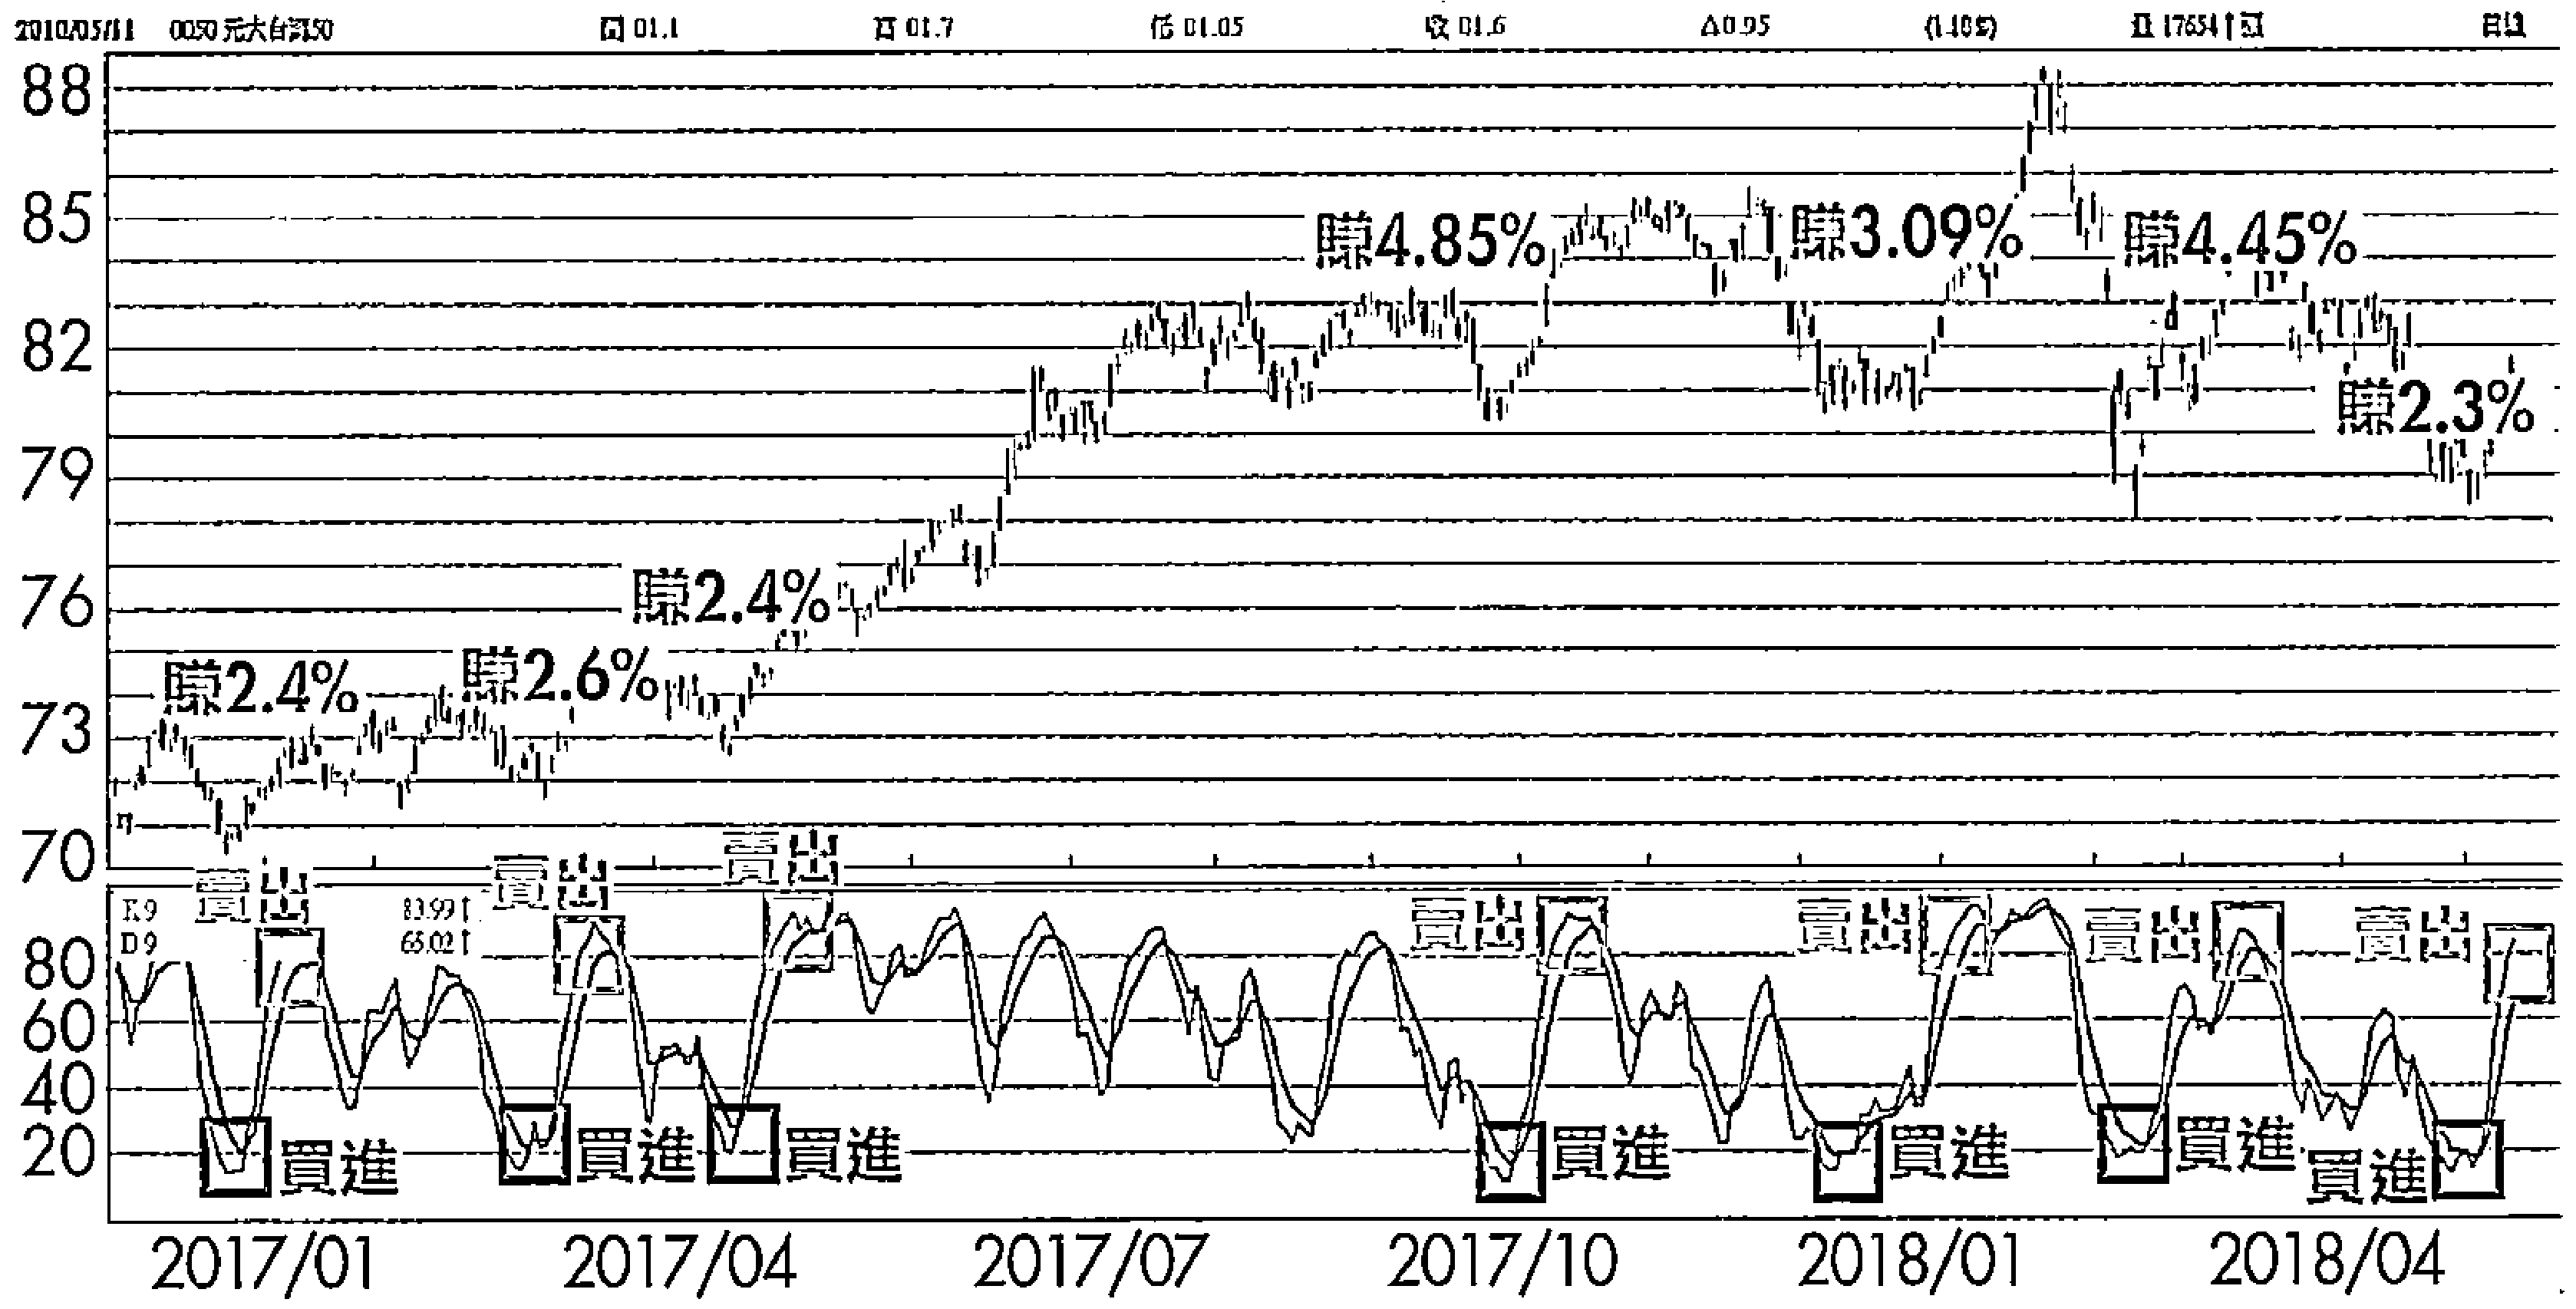 0050 元大台灣50
88
85
賺4.85%
賺3.09%
賺4.45%
82
賺2.3%
79
76
賺2.4%
賺2.4%
賺2.6%
73
70
賣出
賣出
賣出
K9 83.99↑
D9
賣出
賣出
賣出
賣出
80
60
40
20
買進
買進
買進
買進
買進
買進
買進
2017/01
2017/04
2017/07
2017/10
2018/01
2018/04